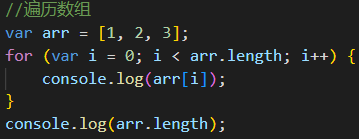 //遍历数组
var arr = [1, 2, 3];
for (var i = 0; i < arr.length; i++) {
    console.log(arr[i]);
}
console.log(arr.length);